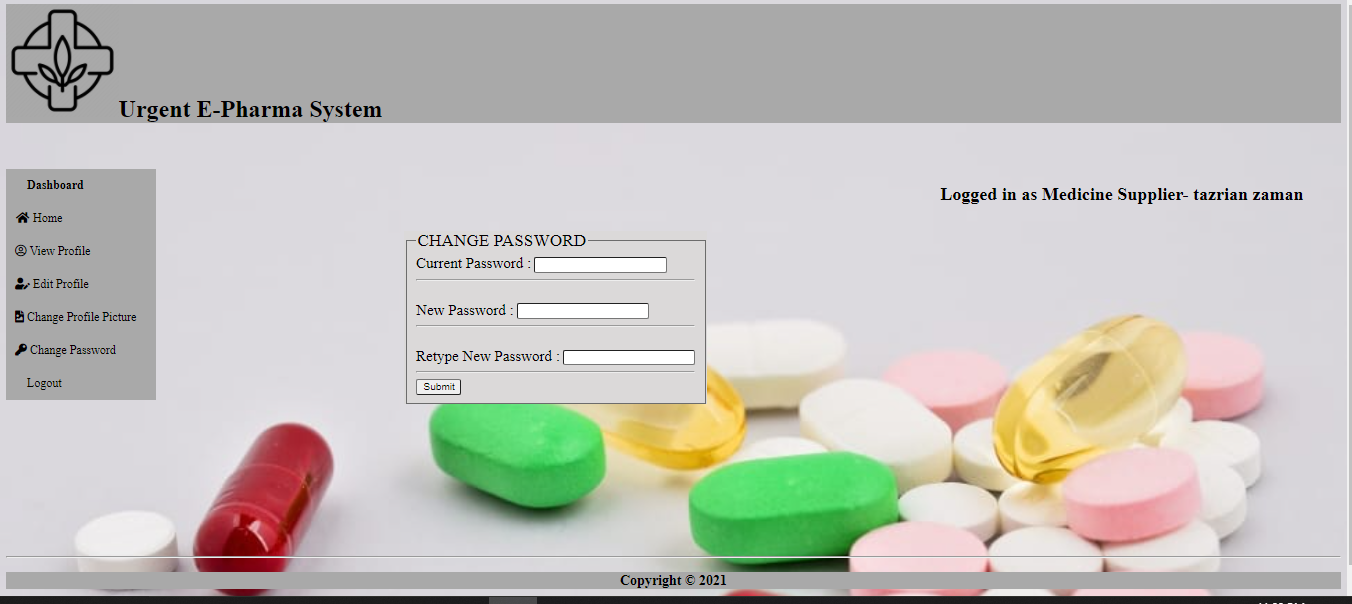 Urgent E-Pharma System
Dashboard
Home
View Profile
Edit Profile
Change Profile Picture
Change Password
Logout
Logged in as Medicine Supplier- tazrian zaman
CHANGE PASSWORD
Current Password :
New Password :
Retype New Password :
Submit
Copyright © 2021